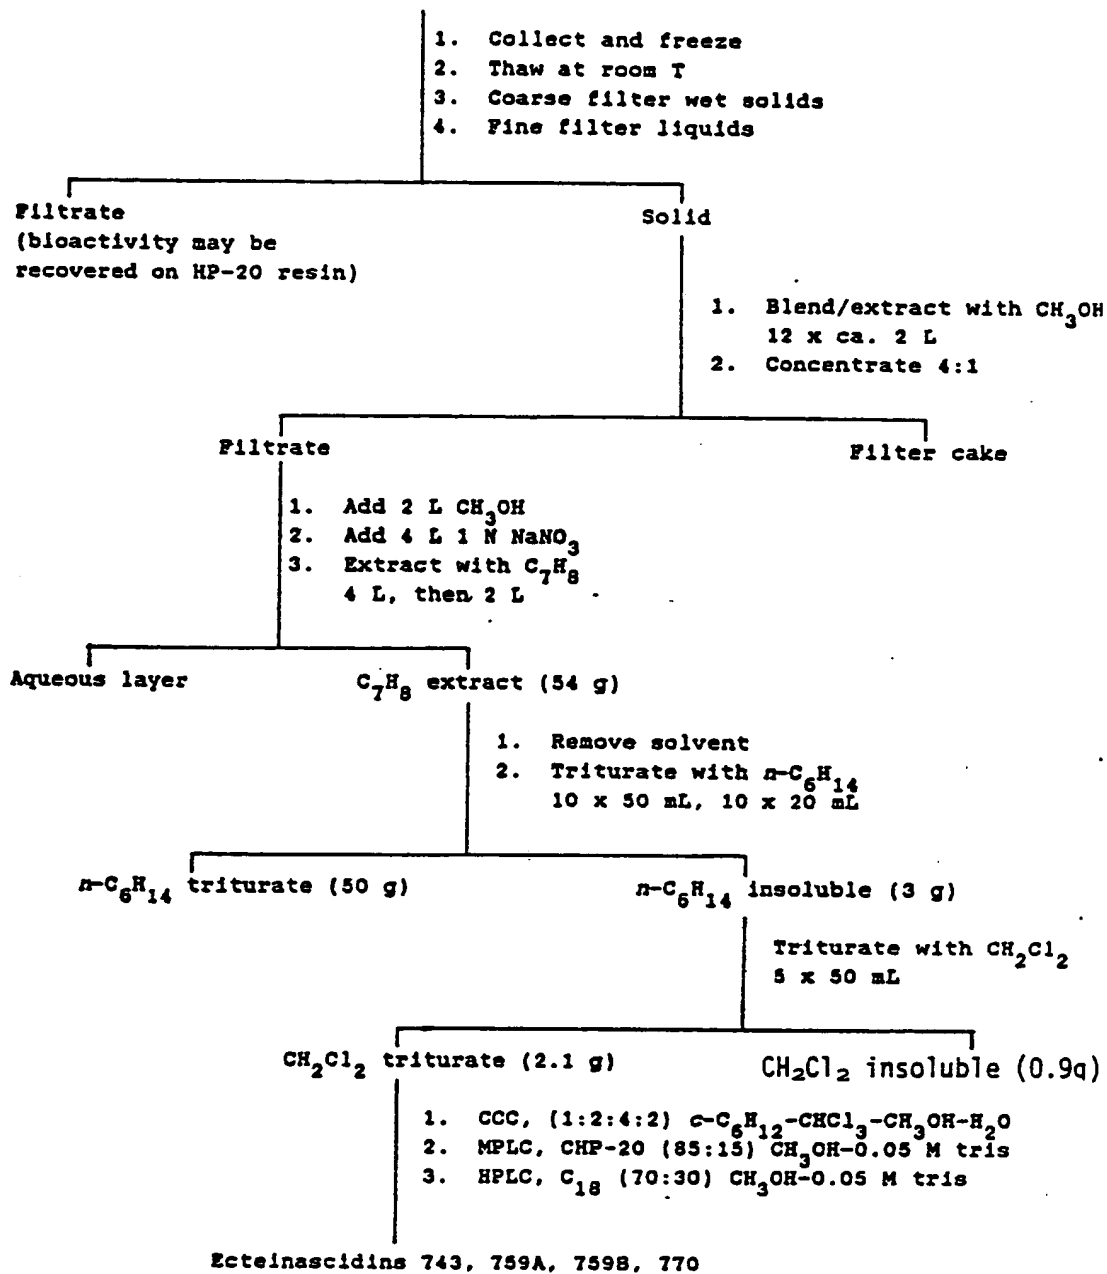 1. Collect and freeze
2. Thaw at room T
3. Coarse filter wet solids
4. Fine filter liquids
Filtrate
(bioactivity may be
recovered on HP-20 resin)
Solid
1. Blend/extract with CH3OH
12 x ca. 2 L
2. Concentrate 4:1
Filtrate
Filter cake
1. Add 2 L CH3OH
2. Add 4 L 1 N NaNO3
3. Extract with C7H8
4 L, then 2 L
Aqueous layer
C7H8 extract (54 g)
1. Remove solvent
2. Triturate with n-C6H14
10 x 50 mL, 10 x 20 mL
n-C6H14 triturate (50 g)
n-C6H14 insoluble (3 g)
Triturate with CH2Cl2
5 x 50 mL
CH2Cl2 triturate (2.1 g)
CH2Cl2 insoluble (0.9g)
1. CCC, (1:2:4:2) c-C6H12-CHCl3-CH3OH-H2O
2. MPLC, CHP-20 (85:15) CH3OH-0.05 M tris
3. HPLC, C18 (70:30) CH3OH-0.05 M tris
Ecteinascidins 743, 759A, 759B, 770